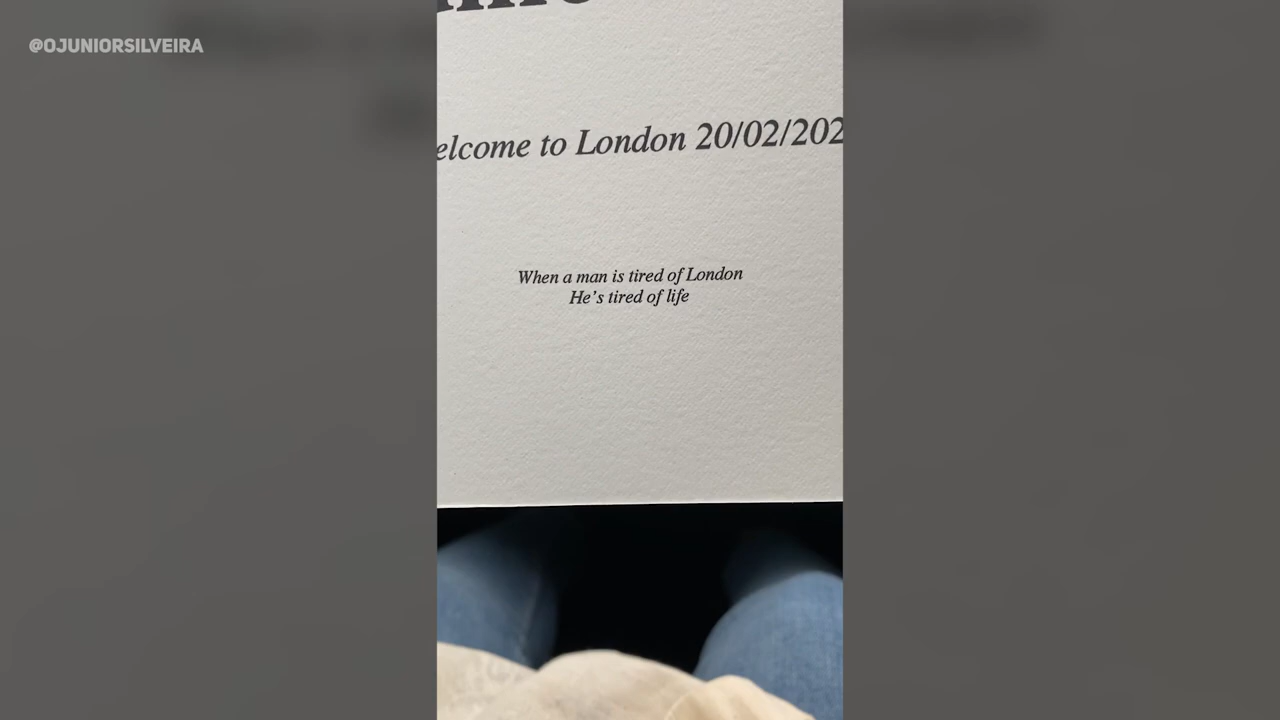 @OJUNIORSILVEIRA
elcome to London 20/02/202
When a man is tired of London
He's tired of life